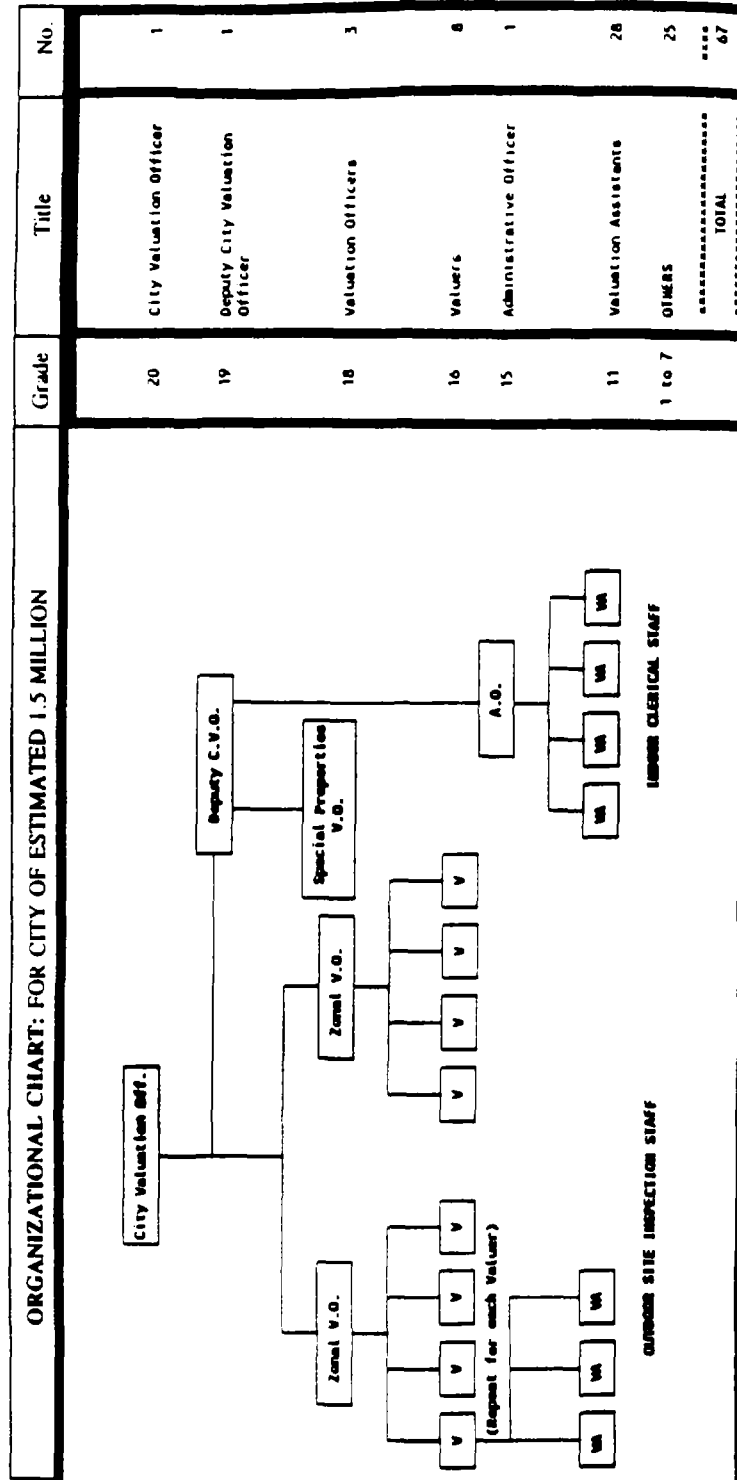 ORGANIZATIONAL CHART: FOR CITY OF ESTIMATED 1.5 MILLION
Grade
Title
No.
City Valuation Off.
20
City Valuation Officer
1
Deputy C.V.O.
19
Deputy City Valuation
Officer
1
Zonal V.O.
Zonal V.O.
Special Properties
V.O.
18
Valuation Officers
3
A
A
A
A
A
A
A
A
16
Valuers
8
(Repeat for each Valuer)
A.O.
15
Administrative Officer
1
VA
VA
VA
VA
VA
VA
VA
11
Valuation Assistants
28
OUTDOOR SITE INSPECTION STAFF
INDOOR CLERICAL STAFF
1 to 7
OTHERS
25
TOTAL
67